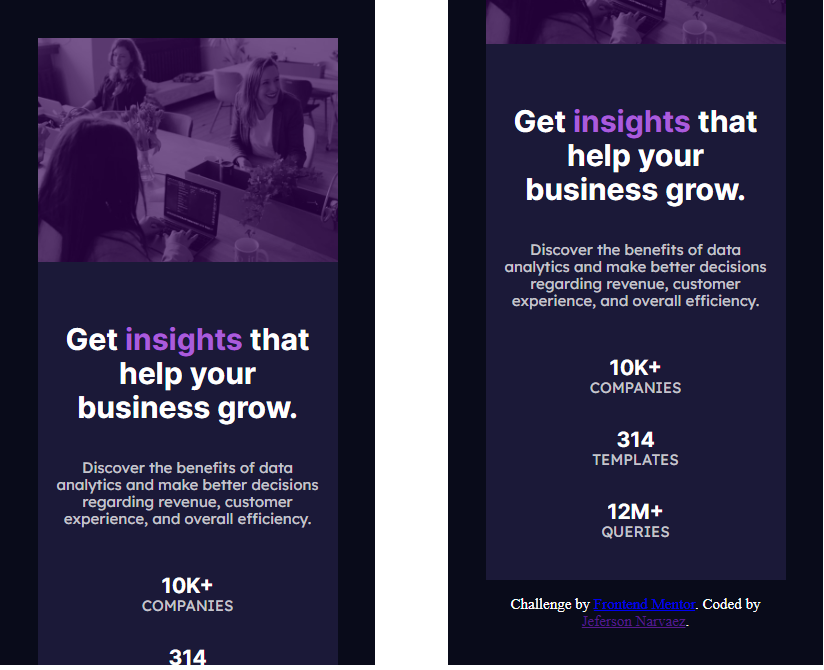 Get insights that
help your
business grow.
Discover the benefits of data
analytics and make better decisions
regarding revenue, customer
experience, and overall efficiency.
10K+
COMPANIES
314
Get insights that
help your
business grow.
Discover the benefits of data
analytics and make better decisions
regarding revenue, customer
experience, and overall efficiency.
10K+
COMPANIES
314
TEMPLATES
12M+
QUERIES
Challenge by Frontend Mentor. Coded by
Jeferson Narvaez.